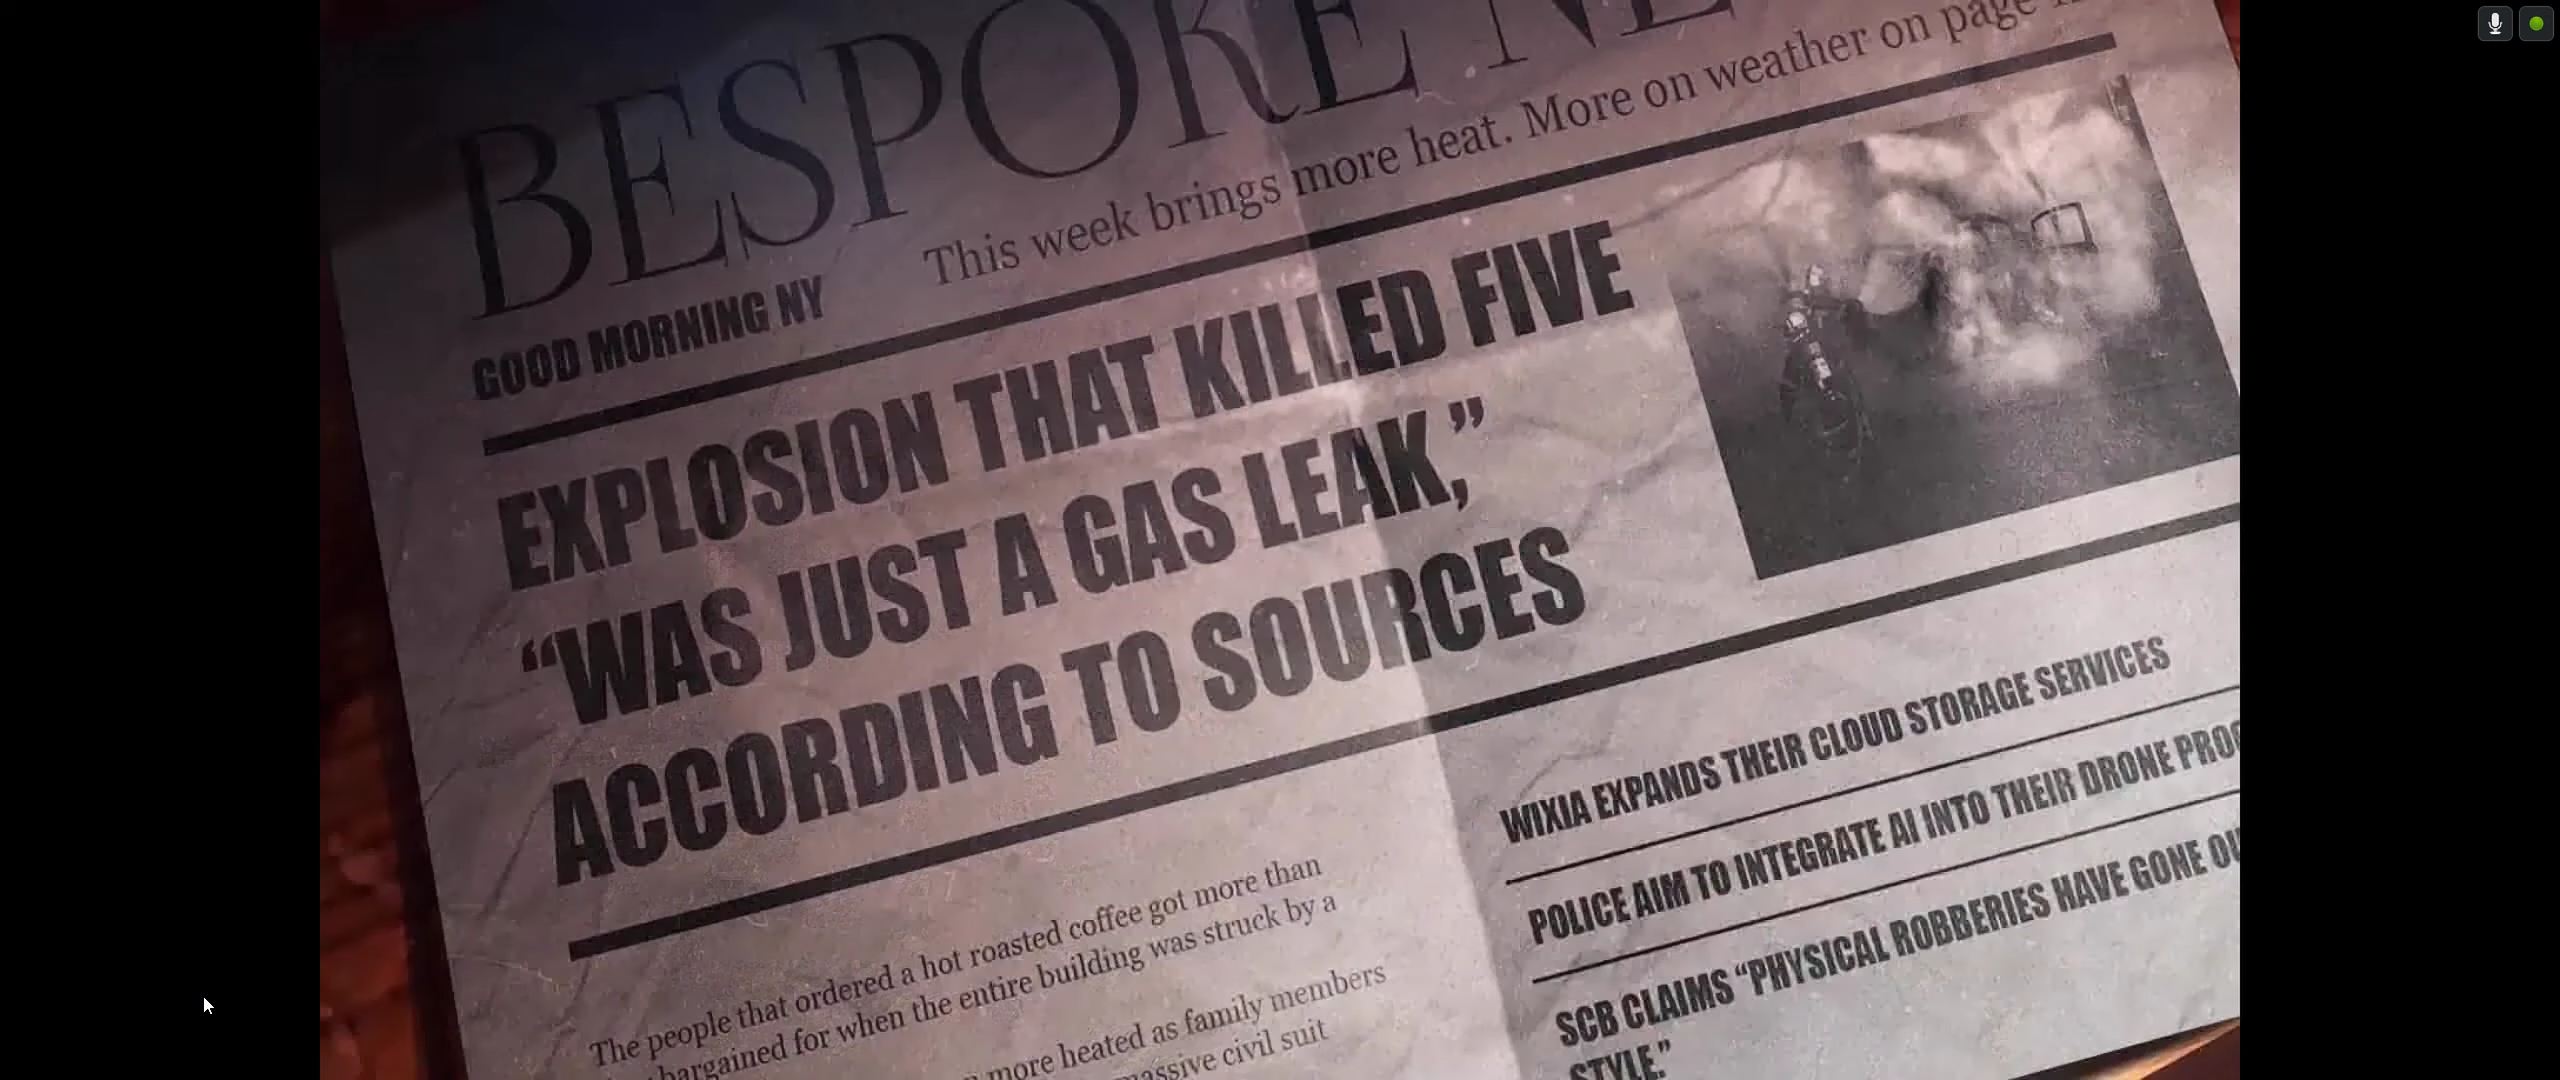 BESPOKE
This week brings more heat. More on weather on page
GOOD MORNING NY
EXPLOSION THAT KILLED FIVE
“WAS JUST A GAS LEAK,”
ACCORDING TO SOURCES
The people that ordered a hot roasted coffee got more than
bargained for when the entire building was struck by a
more heated as family members
massive civil suit
WIXIA EXPANDS THEIR CLOUD STORAGE SERVICES
POLICE AIM TO INTEGRATE AI INTO THEIR DRONE
SCB CLAIMS “PHYSICAL ROBBERIES HAVE GONE
STYLE.”